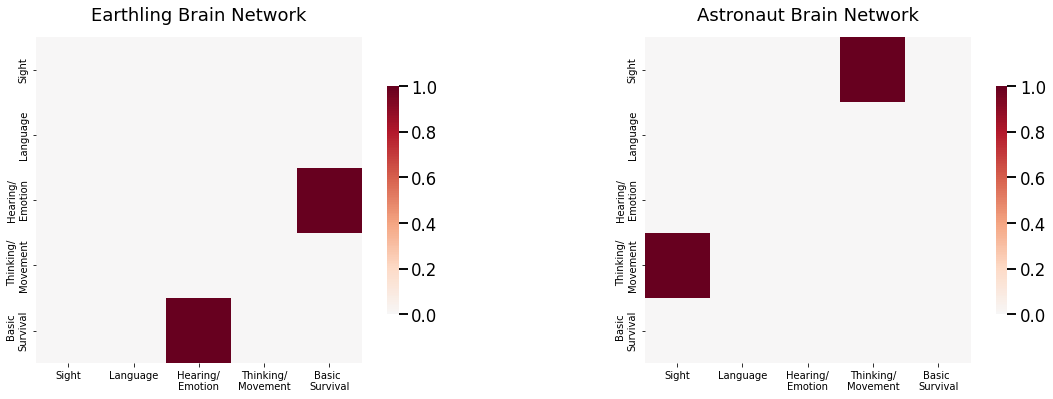 Earthling Brain Network
Sight
Language
Hearing/
Emotion
Thinking/
Movement
Basic
Survival
Sight
Language
Hearing/
Emotion
Thinking/
Movement
Basic
Survival
1.0
0.8
0.6
0.4
0.2
0.0
Astronaut Brain Network
Sight
Language
Hearing/
Emotion
Thinking/
Movement
Basic
Survival
Sight
Language
Hearing/
Emotion
Thinking/
Movement
Basic
Survival
1.0
0.8
0.6
0.4
0.2
0.0